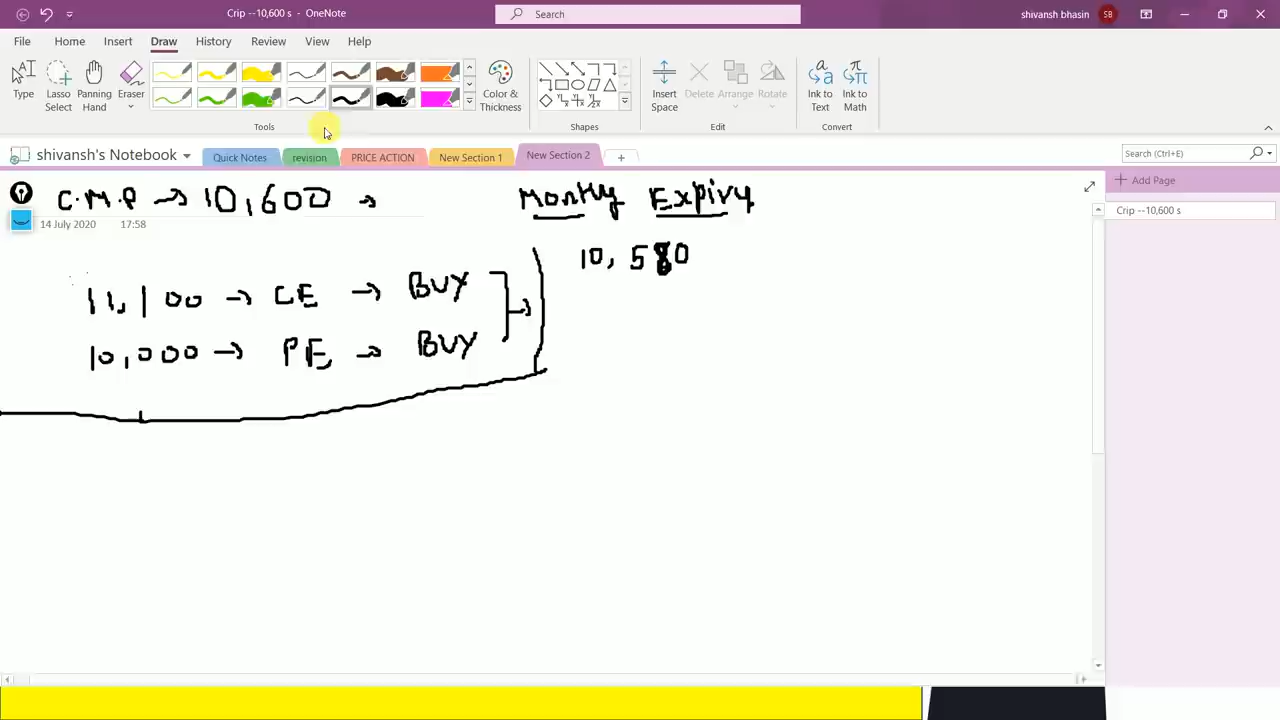 Crip --10,600 s - OneNote
Search
shivansh bhasin SB
File Home Insert Draw History Review View Help
Type Lasso Select Panning Hand Eraser Color & Thickness Insert Space Delete Arrange Rotate Ink to Text Ink to Math
Tools Shapes Edit Convert
shivansh's Notebook Quick Notes revision PRICE ACTION New Section 1 New Section 2 + Search (Ctrl+E)
Add Page
Crip --10,600 s
C.M.P → 10,600 → Monthly Expiry
14 July 2020 17:58
10,580
11,100 → CE → BUY
10,000 → PE → BUY